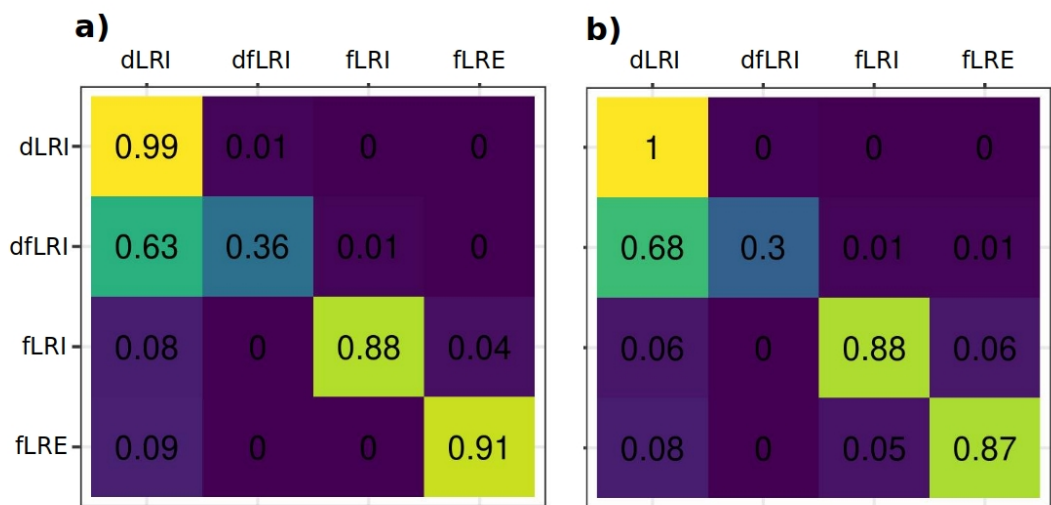 a)
dLRI dfLRI fLRI fLRE
dLRI 0.99 0.01 0 0
dfLRI 0.63 0.36 0.01 0
fLRI 0.08 0 0.88 0.04
fLRE 0.09 0 0 0.91
b)
dLRI dfLRI fLRI fLRE
1 0 0 0
0.68 0.3 0.01 0.01
0.06 0 0.88 0.06
0.08 0 0.05 0.87